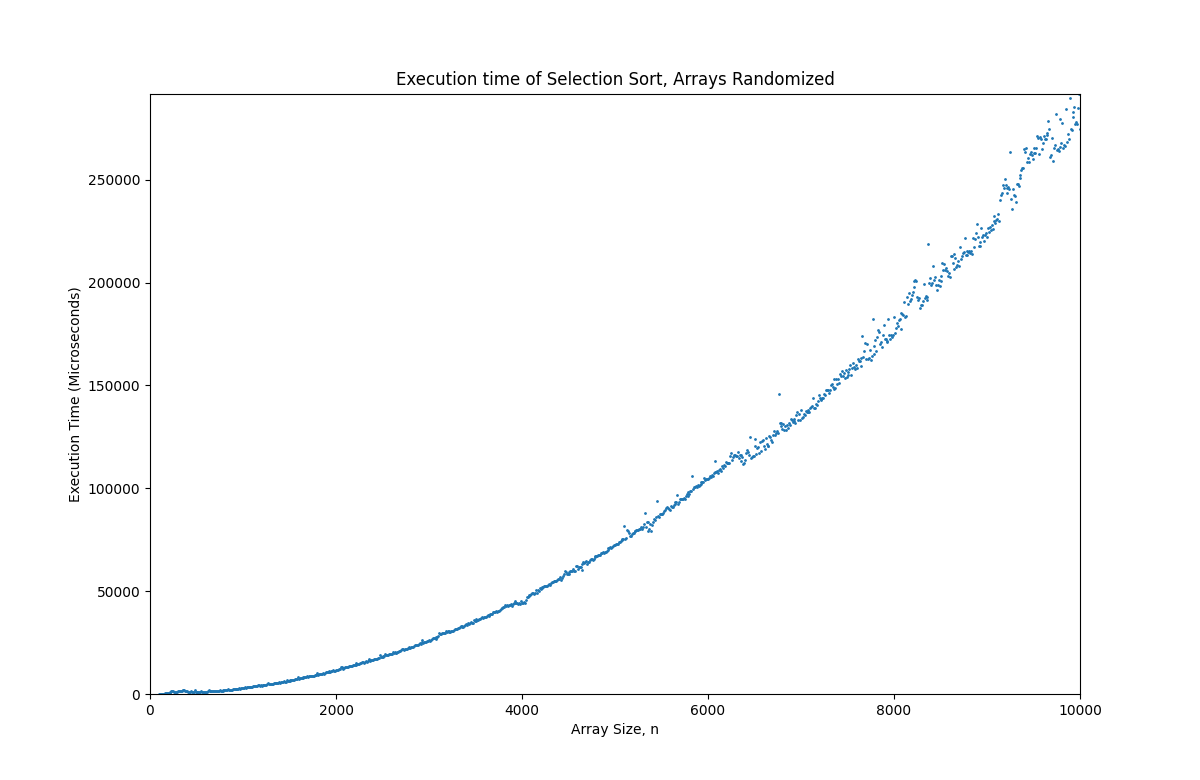 Execution time of Selection Sort, Arrays Randomized
250000
200000
150000
100000
50000
0
Execution Time (Microseconds)
0 2000 4000 6000 8000 10000
Array Size, n